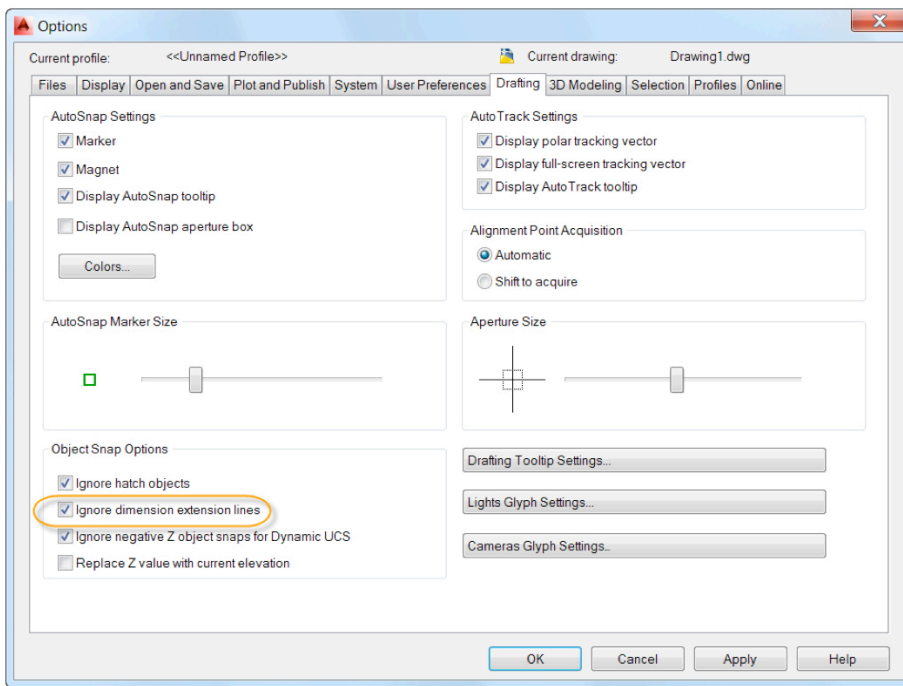 Options
Current profile: <<Unnamed Profile>> Current drawing: Drawing1.dwg
Files Display Open and Save Plot and Publish System User Preferences Drafting 3D Modeling Selection Profiles Online
AutoSnap Settings
Marker
Magnet
Display AutoSnap tooltip
Display AutoSnap aperture box
Colors...
AutoTrack Settings
Display polar tracking vector
Display full-screen tracking vector
Display AutoTrack tooltip
Alignment Point Acquisition
Automatic
Shift to acquire
AutoSnap Marker Size
Aperture Size
Object Snap Options
Ignore hatch objects
Ignore dimension extension lines
Ignore negative Z object snaps for Dynamic UCS
Replace Z value with current elevation
Drafting Tooltip Settings...
Lights Glyph Settings...
Cameras Glyph Settings..
OK Cancel Apply Help